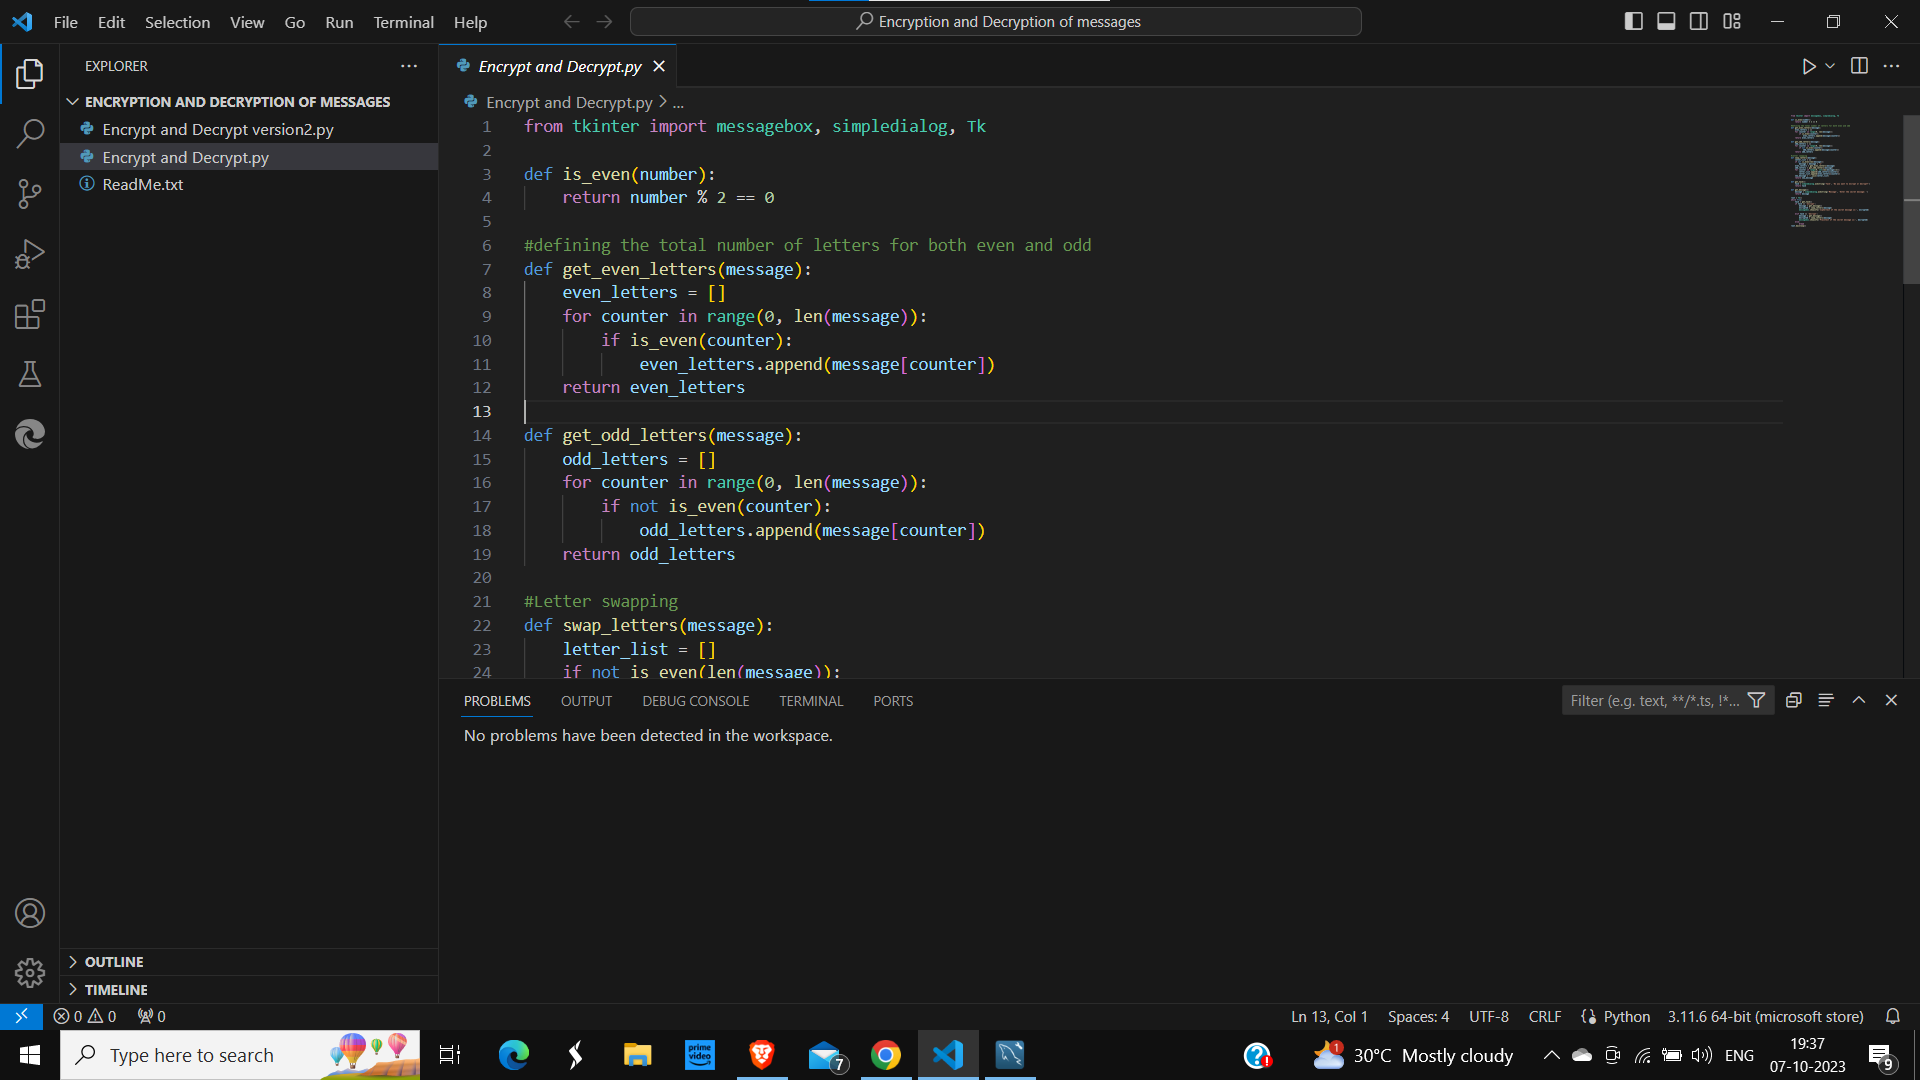 File Edit Selection View Go Run Terminal Help
Encryption and Decryption of messages
EXPLORER
ENCRYPTION AND DECRYPTION OF MESSAGES
Encrypt and Decrypt version2.py
Encrypt and Decrypt.py
ReadMe.txt
OUTLINE
TIMELINE
Encrypt and Decrypt.py
Encrypt and Decrypt.py > ...
1 from tkinter import messagebox, simpledialog, Tk
2
3 def is_even(number):
4     return number % 2 == 0
5
6 #defining the total number of letters for both even and odd
7 def get_even_letters(message):
8     even_letters = []
9     for counter in range(0, len(message)):
10         if is_even(counter):
11             even_letters.append(message[counter])
12     return even_letters
13
14 def get_odd_letters(message):
15     odd_letters = []
16     for counter in range(0, len(message)):
17         if not is_even(counter):
18             odd_letters.append(message[counter])
19     return odd_letters
20
21 #Letter swapping
22 def swap_letters(message):
23     letter_list = []
24     if not is_even(len(message)):
PROBLEMS OUTPUT DEBUG CONSOLE TERMINAL PORTS
Filter (e.g. text, **/*.ts, !*...
No problems have been detected in the workspace.
0 0 0
Ln 13, Col 1 Spaces: 4 UTF-8 CRLF Python 3.11.6 64-bit (microsoft store)
Type here to search
prime video
7
1
30°C Mostly cloudy
ENG
19:37
07-10-2023
9